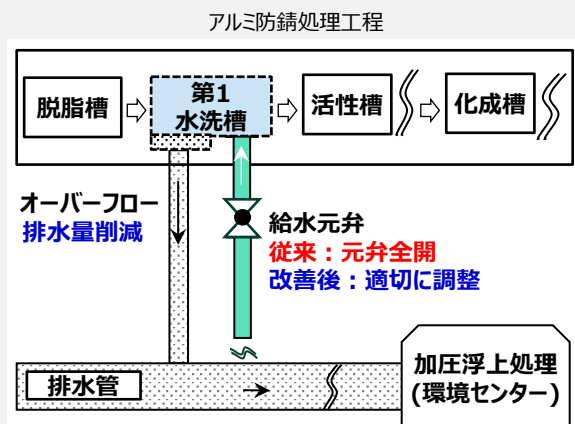 アルミ防錆処理工程
脱脂槽
第1
水洗槽
活性槽
化成槽
オーバーフロー
排水量削減
給水元弁
従来：元弁全開
改善後：適切に調整
排水管
加圧浮上処理
(環境センター)